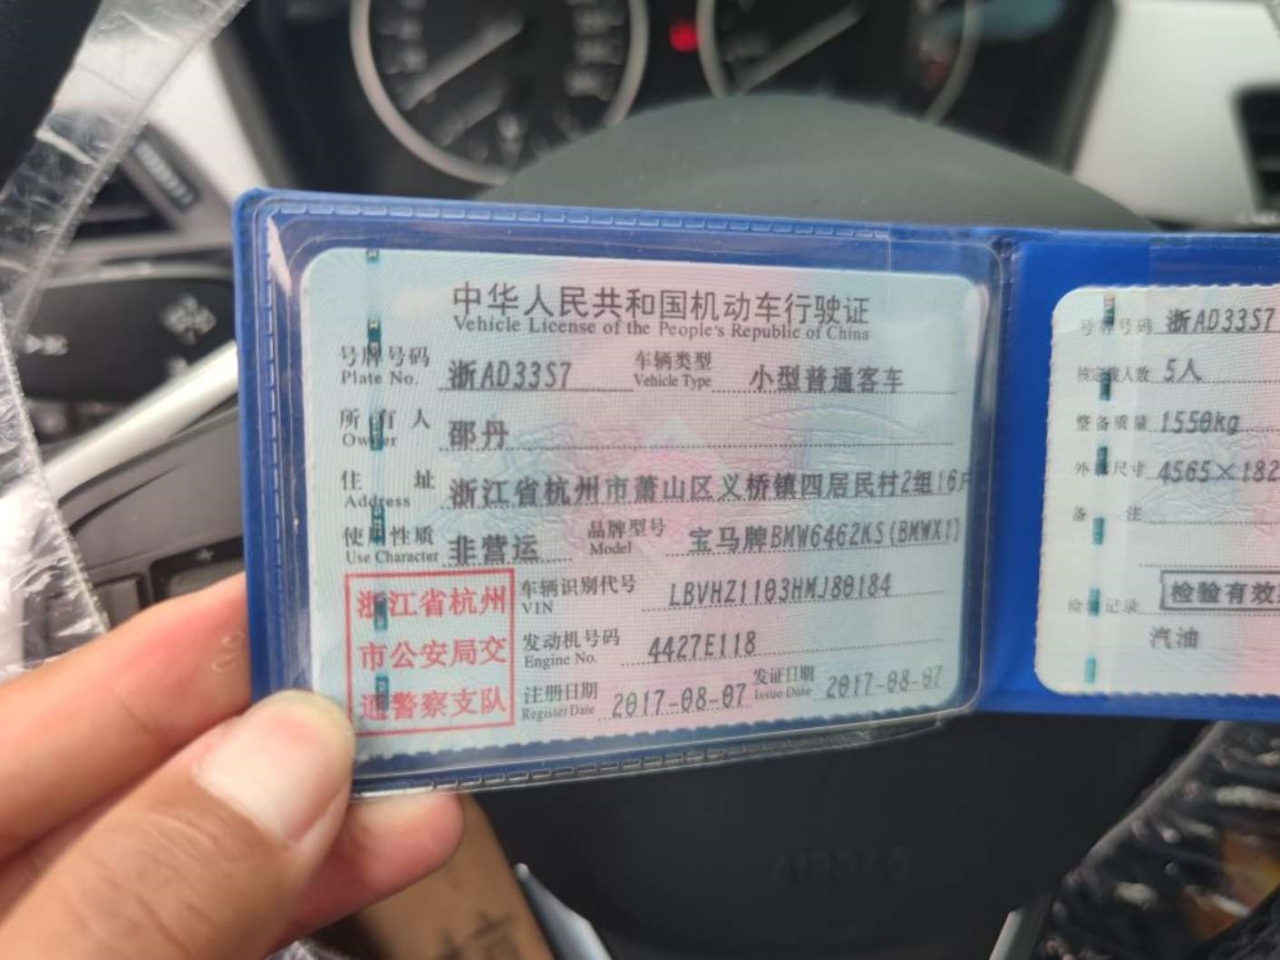 中华人民共和国机动车行驶证
Vehicle License of the People's Republic of China
号牌号码 浙AD33S7 车辆类型 小型普通客车
Plate No. Vehicle Type
所有人 邵丹
Owner
住址 浙江省杭州市萧山区义桥镇四居民村2组16户
Address
使用性质 非营运 品牌型号 宝马牌BMW6462KS(BMWX1)
Use Character Model
浙江省杭州
市公安局交
通警察支队
车辆识别代号 LBVHZ1103HMJ80184
VIN
发动机号码 4427E118
Engine No.
注册日期 2017-08-07 发证日期 2017-08-07
Register Date Issue Date
号牌号码 浙AD33S7
核定载人数 5人
整备质量 1550kg
外廓尺寸 4565×182
备注
检验记录 检验有效
汽油
AIRBAG